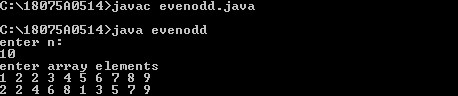 C:\18075A0514>javac evenodd.java
C:\18075A0514>java evenodd
enter n:
10
enter array elements
1 2 2 3 4 5 6 7 8 9
2 2 4 6 8 1 3 5 7 9